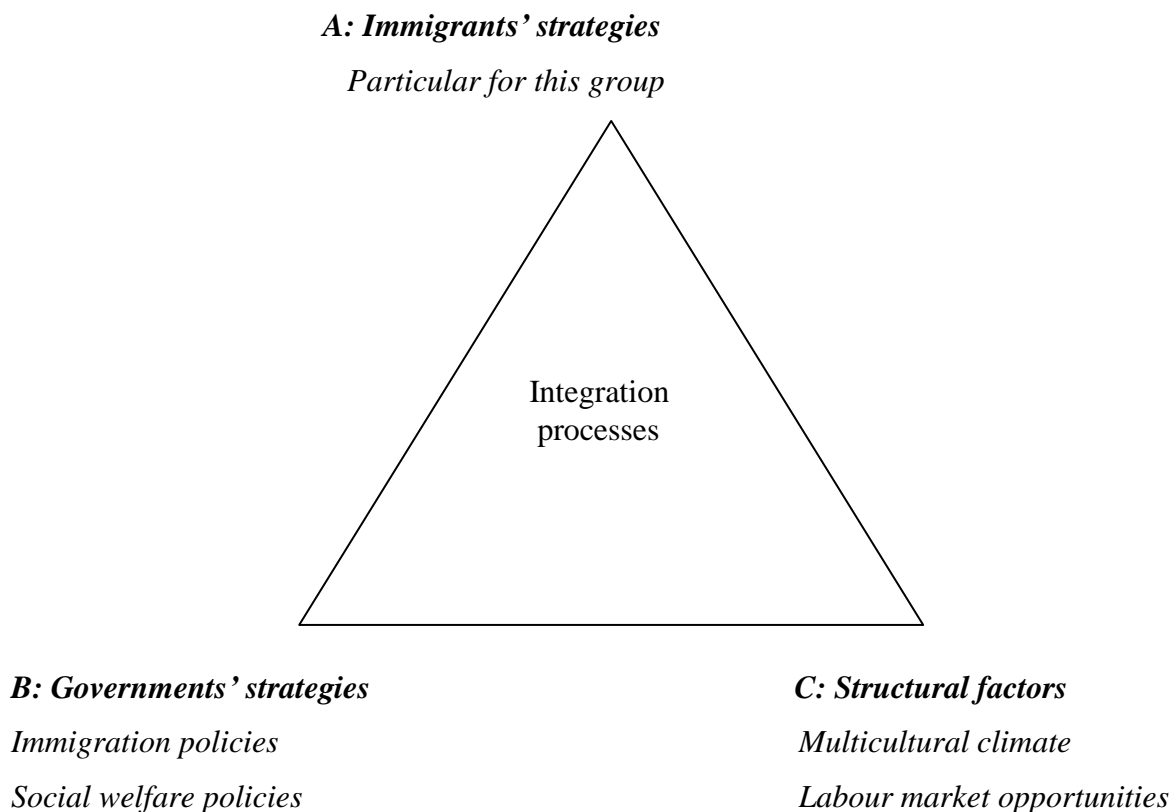 A: Immigrants' strategies
Particular for this group
Integration
processes
B: Governments' strategies
C: Structural factors
Immigration policies
Multicultural climate
Social welfare policies
Labour market opportunities